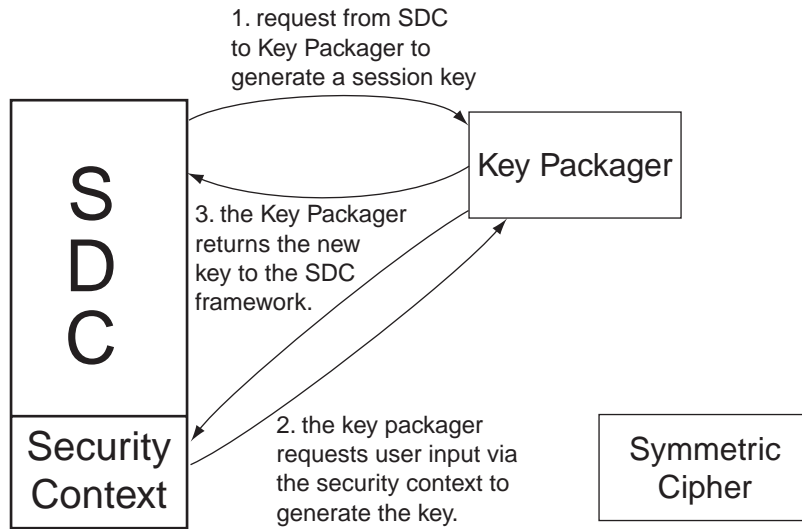 1. request from SDC
to Key Packager to
generate a session key
S
D
C
Key Packager
3. the Key Packager
returns the new
key to the SDC
framework.
Security
Context
2. the key packager
requests user input via
the security context to
generate the key.
Symmetric
Cipher